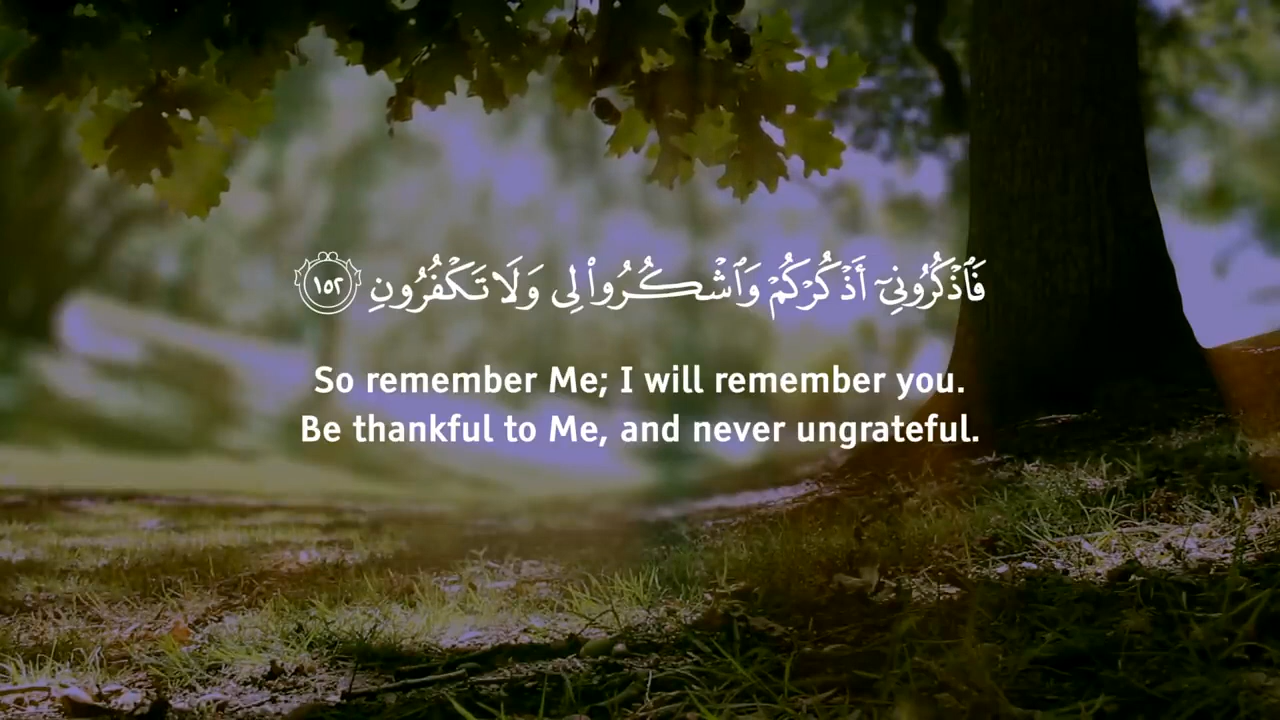 فَٱذْكُرُونِىٓ أَذْكُرْكُمْ وَٱشْكُرُوا۟ لِى وَلَا تَكْفُرُونِ ١٥٢
So remember Me; I will remember you.
Be thankful to Me, and never ungrateful.